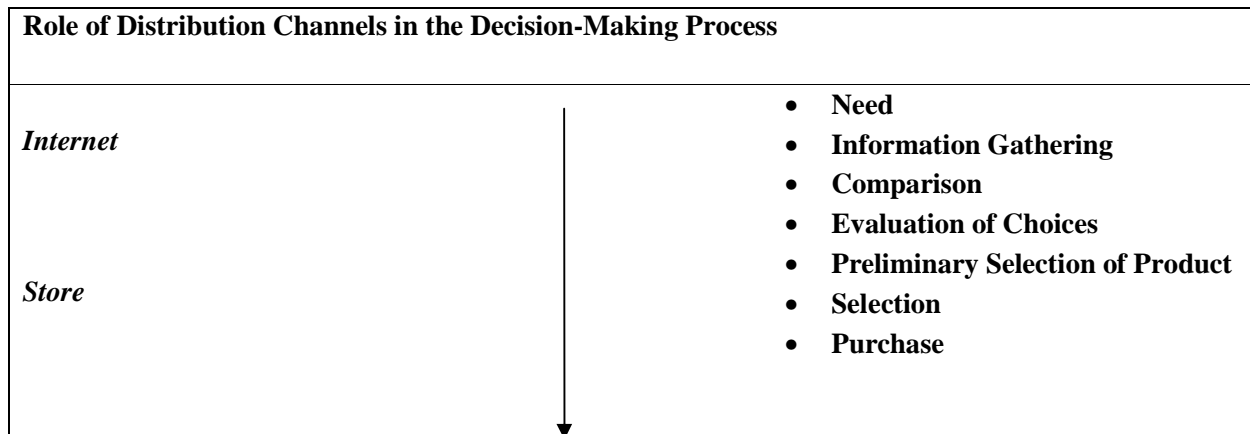 Role of Distribution Channels in the Decision-Making Process
Internet
Store
• Need
• Information Gathering
• Comparison
• Evaluation of Choices
• Preliminary Selection of Product
• Selection
• Purchase